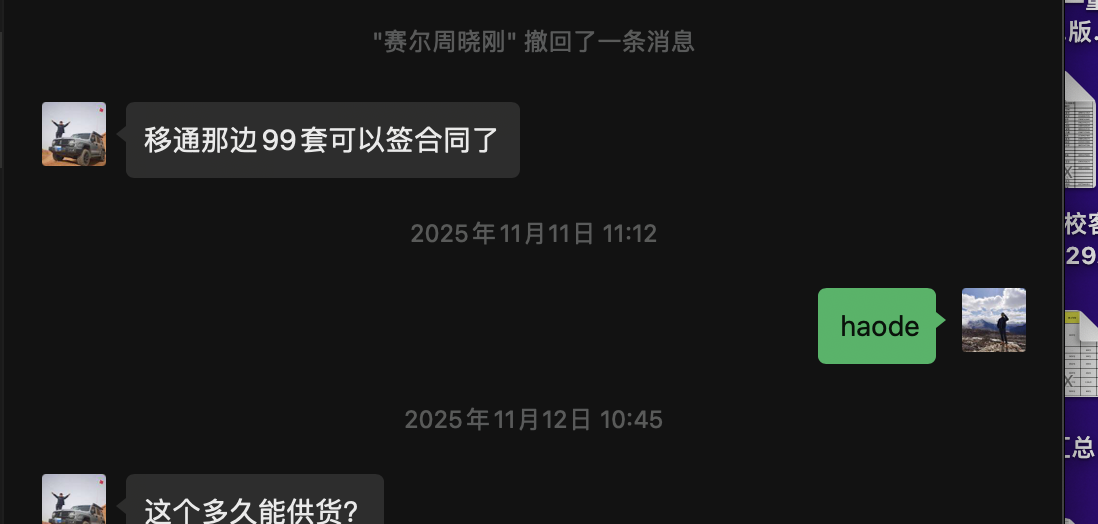 "赛尔周晓刚" 撤回了一条消息
版.
移通那边99套可以签合同了
2025年11月11日 11:12
校客
29
haode
2025年11月12日 10:45
汇总
这个多久能供货?